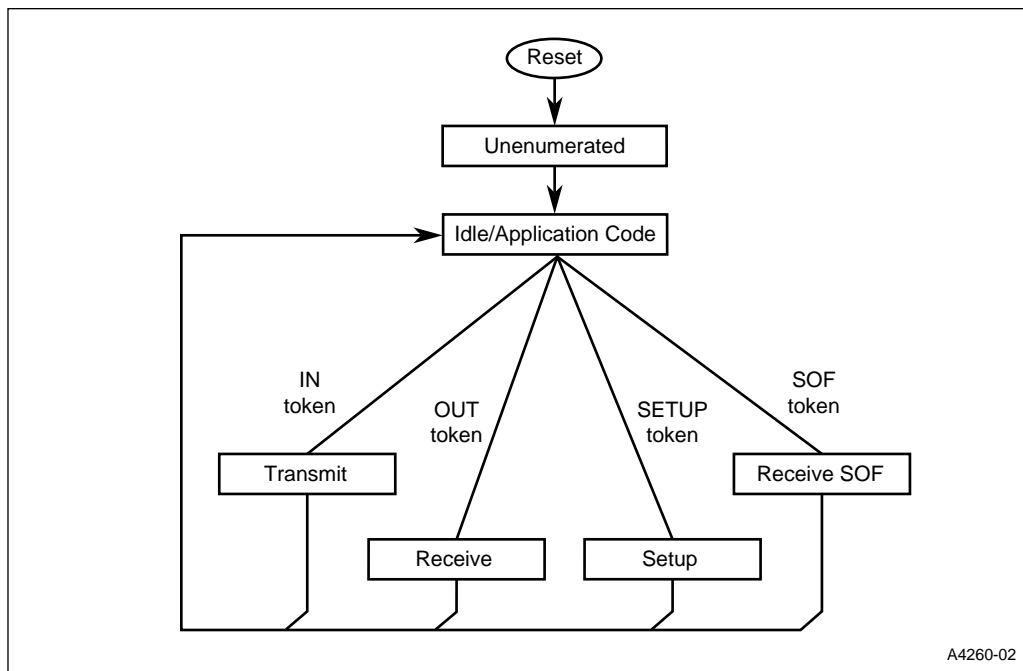 Reset
Unenumerated
Idle/Application Code
IN
token
OUT
token
SETUP
token
SOF
token
Transmit
Receive SOF
Receive
Setup
A4260-02